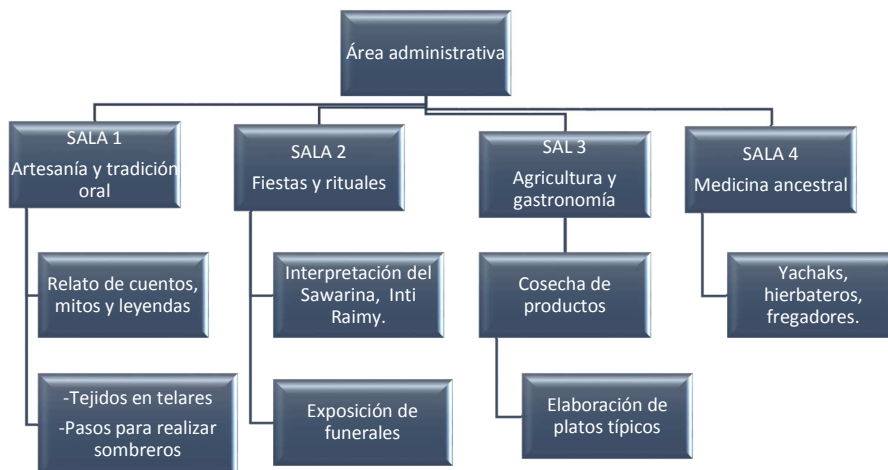 Área administrativa
SALA 1
Artesanía y tradición
oral
SALA 2
Fiestas y rituales
SAL 3
Agricultura y
gastronomía
SALA 4
Medicina ancestral
Relato de cuentos,
mitos y leyendas
Interpretación del
Sawarina, Inti
Raimy.
Cosecha de
productos
Yachaks,
hierbateros,
fregadores.
-Tejidos en telares
-Pasos para realizar
sombreros
Exposición de
funerales
Elaboración de
platos típicos